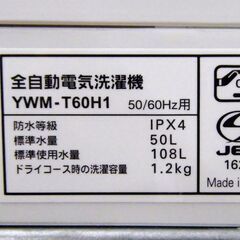 全自動電気洗濯機
YWM-T60H1 50/60Hz用
防水等級 IPX4
標準水量 50L
標準使用水量 108L
ドライコース時の洗濯容量 1.2kg
Made in